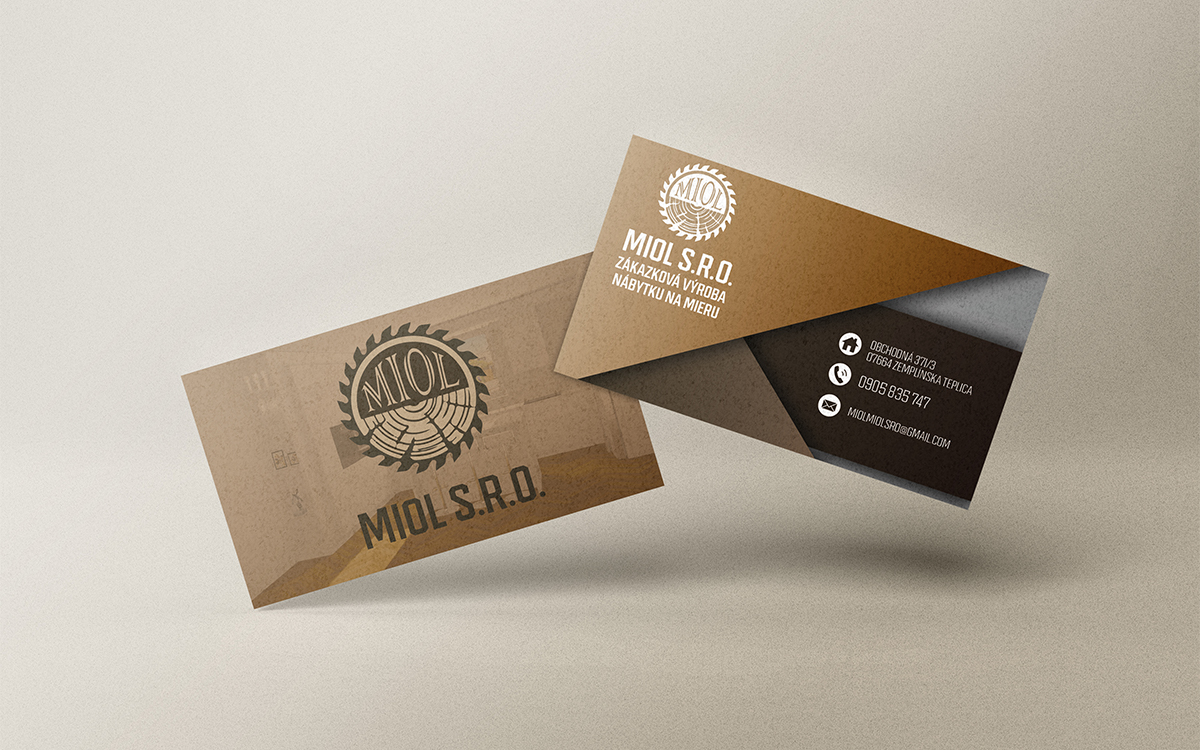 MIOL
MIOL S.R.O.
MIOL
MIOL S.R.O.
ZÁKAZKOVÁ VÝROBA
NÁBYTKU NA MIERU
OBCHODNÁ 371/3
07664 ZEMPLÍNSKA TEPLICA
0905 835 747
MIOLMIOLSRO@GMAIL.COM